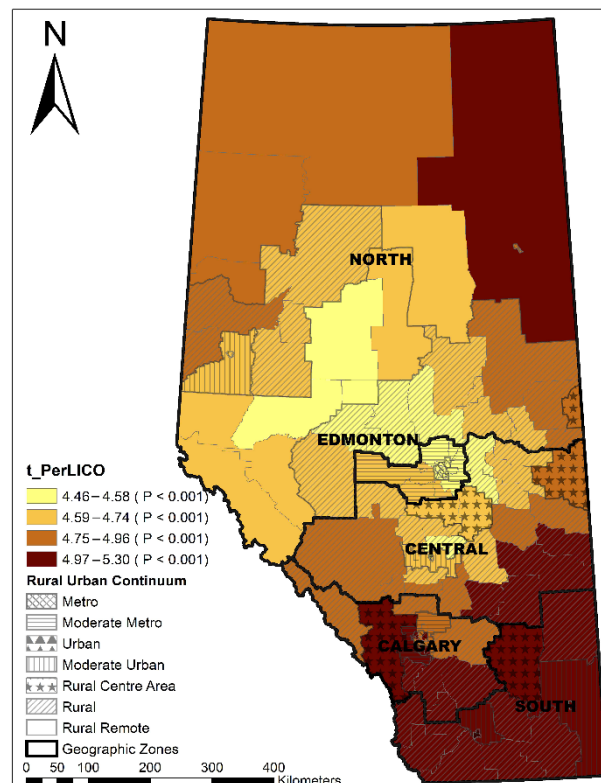 N
NORTH
EDMONTON
CENTRAL
CALGARY
SOUTH
t_PerLICO
4.46–4.58 ( P < 0.001)
4.59–4.74 ( P < 0.001)
4.75–4.96 ( P < 0.001)
4.97–5.30 ( P < 0.001)
Rural Urban Continuum
Metro
Moderate Metro
Urban
Moderate Urban
Rural Centre Area
Rural
Rural Remote
Geographic Zones
0 50 100 200 300 400
Kilometers